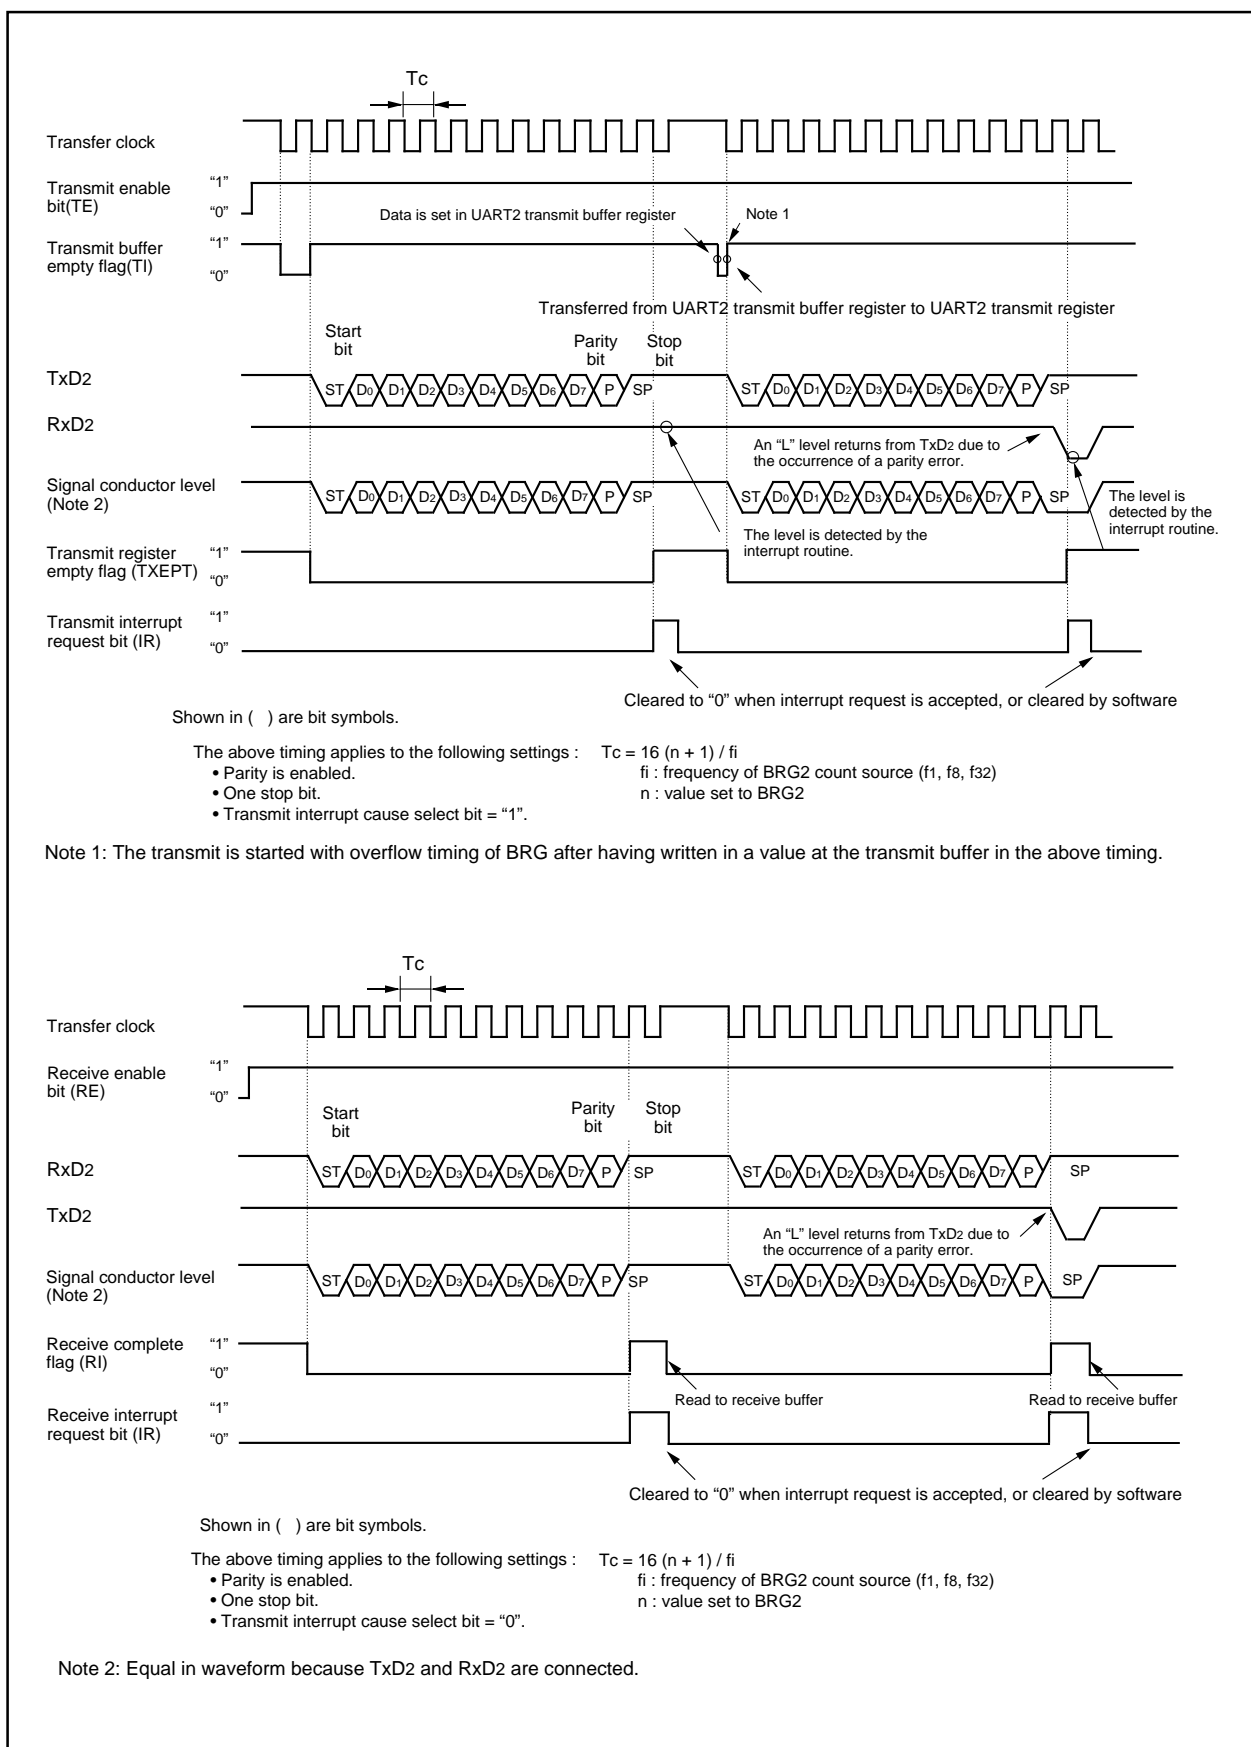 Tc
Transfer clock
Transmit enable
bit(TE)
“1”
“0”
Data is set in UART2 transmit buffer register
Note 1
Transmit buffer
empty flag(TI)
“1”
“0”
Transferred from UART2 transmit buffer register to UART2 transmit register
Start
bit
Parity
bit
Stop
bit
TxD2
ST D0 D1 D2 D3 D4 D5 D6 D7 P SP
ST D0 D1 D2 D3 D4 D5 D6 D7 P SP
RxD2
An “L” level returns from TxD2 due to
the occurrence of a parity error.
Signal conductor level
(Note 2)
ST D0 D1 D2 D3 D4 D5 D6 D7 P SP
ST D0 D1 D2 D3 D4 D5 D6 D7 P SP
The level is
detected by the
interrupt routine.
The level is detected by the
interrupt routine.
Transmit register
empty flag (TXEPT)
“1”
“0”
Transmit interrupt
request bit (IR)
“1”
“0”
Cleared to “0” when interrupt request is accepted, or cleared by software
Shown in ( ) are bit symbols.
The above timing applies to the following settings :
• Parity is enabled.
• One stop bit.
• Transmit interrupt cause select bit = “1”.
Tc = 16 (n + 1) / fi
fi : frequency of BRG2 count source (f1, f8, f32)
n : value set to BRG2
Note 1: The transmit is started with overflow timing of BRG after having written in a value at the transmit buffer in the above timing.
Tc
Transfer clock
Receive enable
bit (RE)
“1”
“0”
Start
bit
Parity
bit
Stop
bit
RxD2
ST D0 D1 D2 D3 D4 D5 D6 D7 P SP
ST D0 D1 D2 D3 D4 D5 D6 D7 P SP
TxD2
An “L” level returns from TxD2 due to
the occurrence of a parity error.
Signal conductor level
(Note 2)
ST D0 D1 D2 D3 D4 D5 D6 D7 P SP
ST D0 D1 D2 D3 D4 D5 D6 D7 P SP
Receive complete
flag (RI)
“1”
“0”
Read to receive buffer
Read to receive buffer
Receive interrupt
request bit (IR)
“1”
“0”
Cleared to “0” when interrupt request is accepted, or cleared by software
Shown in ( ) are bit symbols.
The above timing applies to the following settings :
• Parity is enabled.
• One stop bit.
• Transmit interrupt cause select bit = “0”.
Tc = 16 (n + 1) / fi
fi : frequency of BRG2 count source (f1, f8, f32)
n : value set to BRG2
Note 2: Equal in waveform because TxD2 and RxD2 are connected.